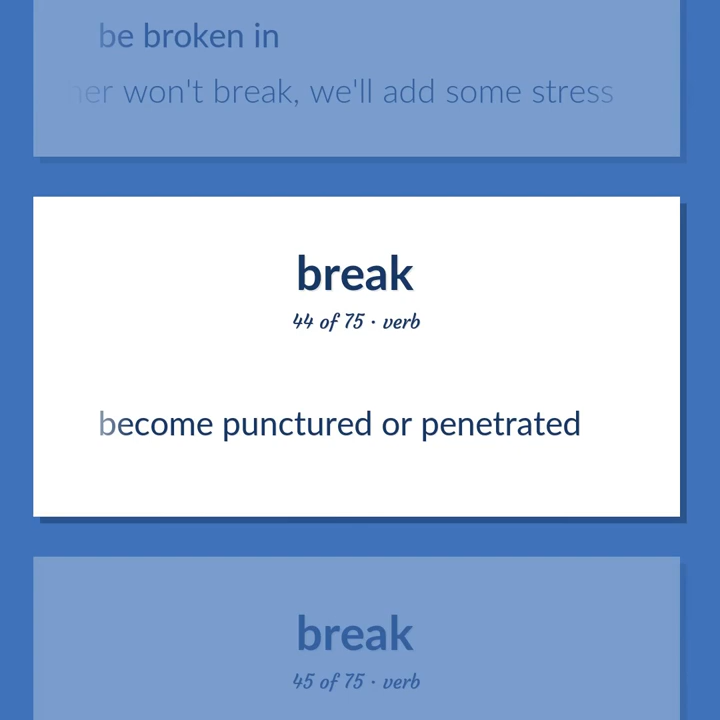 be broken in
won't break, we'll add some stress
break
44 of 75 · verb
become punctured or penetrated
break
45 of 75 · verb